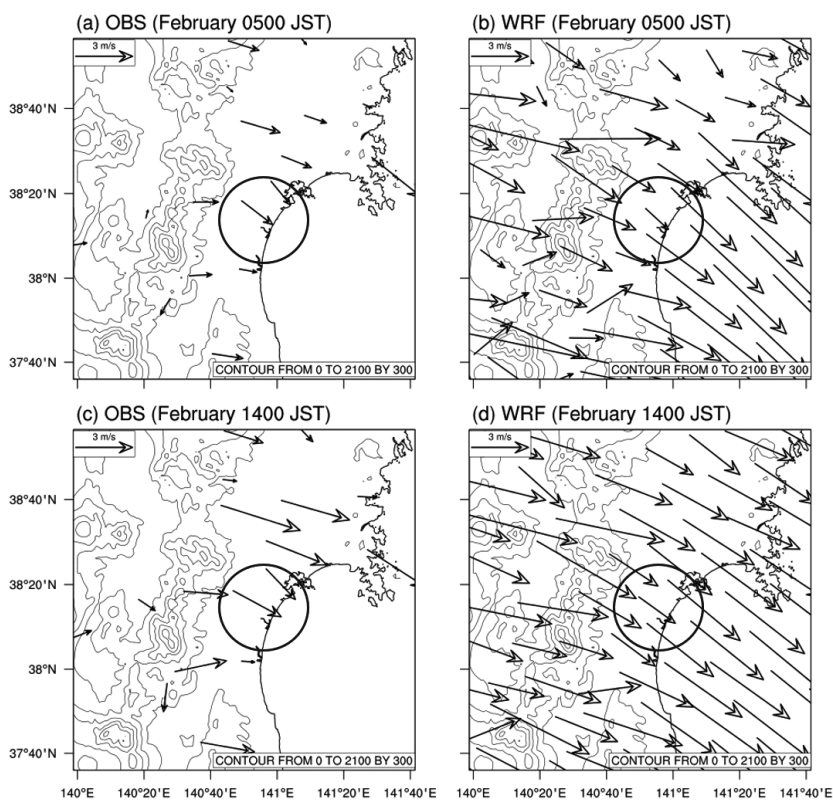 (a) OBS (February 0500 JST)
(b) WRF (February 0500 JST)
3 m/s
3 m/s
38°40'N
38°20'N
38°N
37°40'N
CONTOUR FROM 0 TO 2100 BY 300
CONTOUR FROM 0 TO 2100 BY 300
(c) OBS (February 1400 JST)
(d) WRF (February 1400 JST)
3 m/s
3 m/s
38°40'N
38°20'N
38°N
37°40'N
CONTOUR FROM 0 TO 2100 BY 300
CONTOUR FROM 0 TO 2100 BY 300
140°E 140°20'E 140°40'E 141°E 141°20'E 141°40'E
140°E 140°20'E 140°40'E 141°E 141°20'E 141°40'E